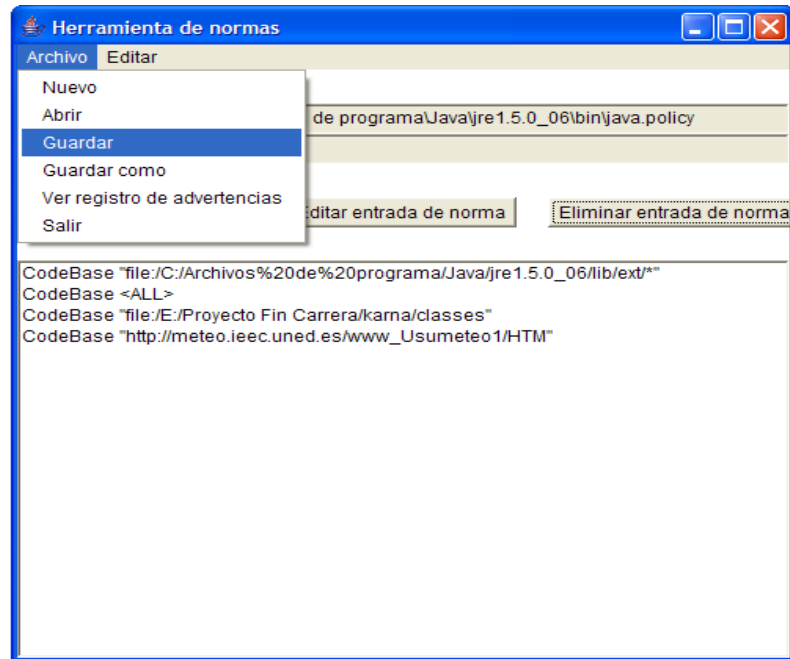 Herramienta de normas
Archivo Editar
Nuevo
Abrir
de programa\Java\jre1.5.0_06\bin\java.policy
Guardar
Guardar como
Ver registro de advertencias
Editar entrada de norma Eliminar entrada de norma
Salir
CodeBase "file:/C:/Archivos%20de%20programa/Java/jre1.5.0_06/lib/ext/*"
CodeBase <ALL>
CodeBase "file:/E:/Proyecto Fin Carrera/karna/classes"
CodeBase "http://meteo.ieec.uned.es/www_Usumeteo1/HTM"